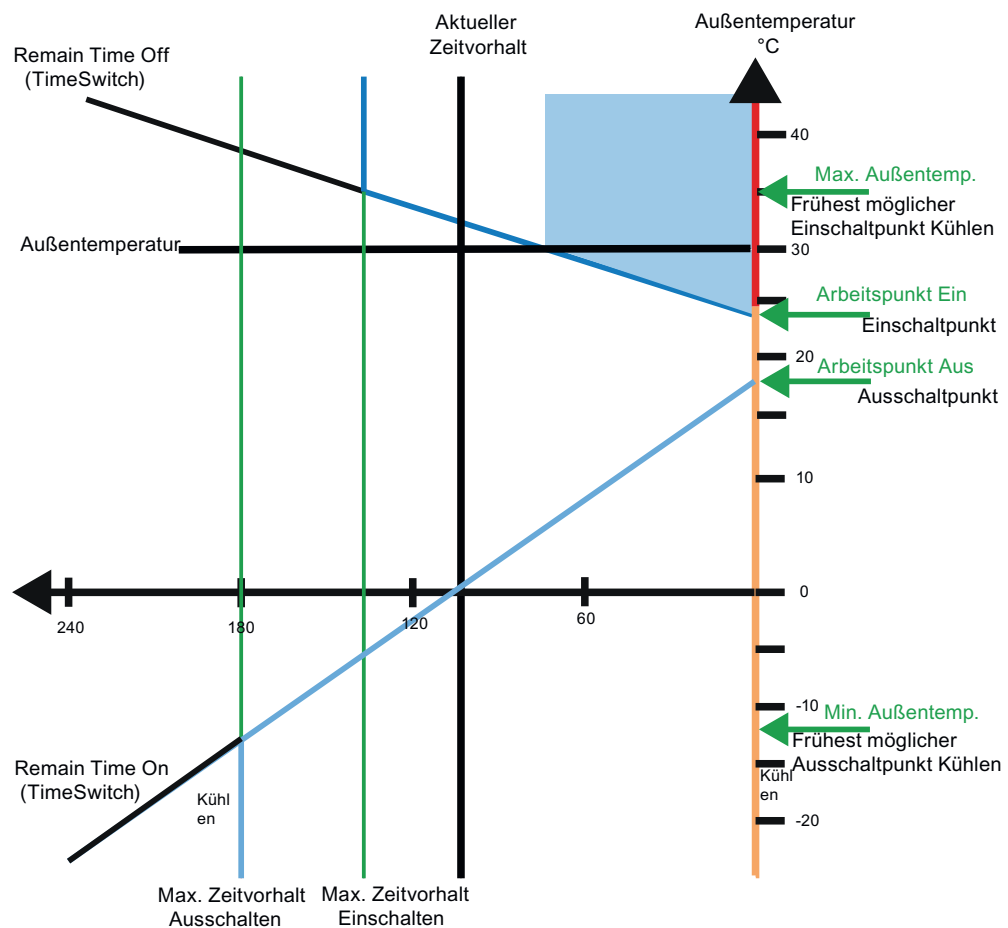 Aktueller
Zeitvorhalt
Außentemperatur
°C
Remain Time Off
(TimeSwitch)
40
Max. Außentemp.
Frühest möglicher
Einschaltpunkt Kühlen
Außentemperatur
30
Arbeitspunkt Ein
Einschaltpunkt
20
Arbeitspunkt Aus
Ausschaltpunkt
10
0
240
180
120
60
-10
Min. Außentemp.
Frühest möglicher
Ausschaltpunkt Kühlen
Remain Time On
(TimeSwitch)
Kühl
en
Kühl
en
-20
Max. Zeitvorhalt
Ausschalten
Max. Zeitvorhalt
Einschalten